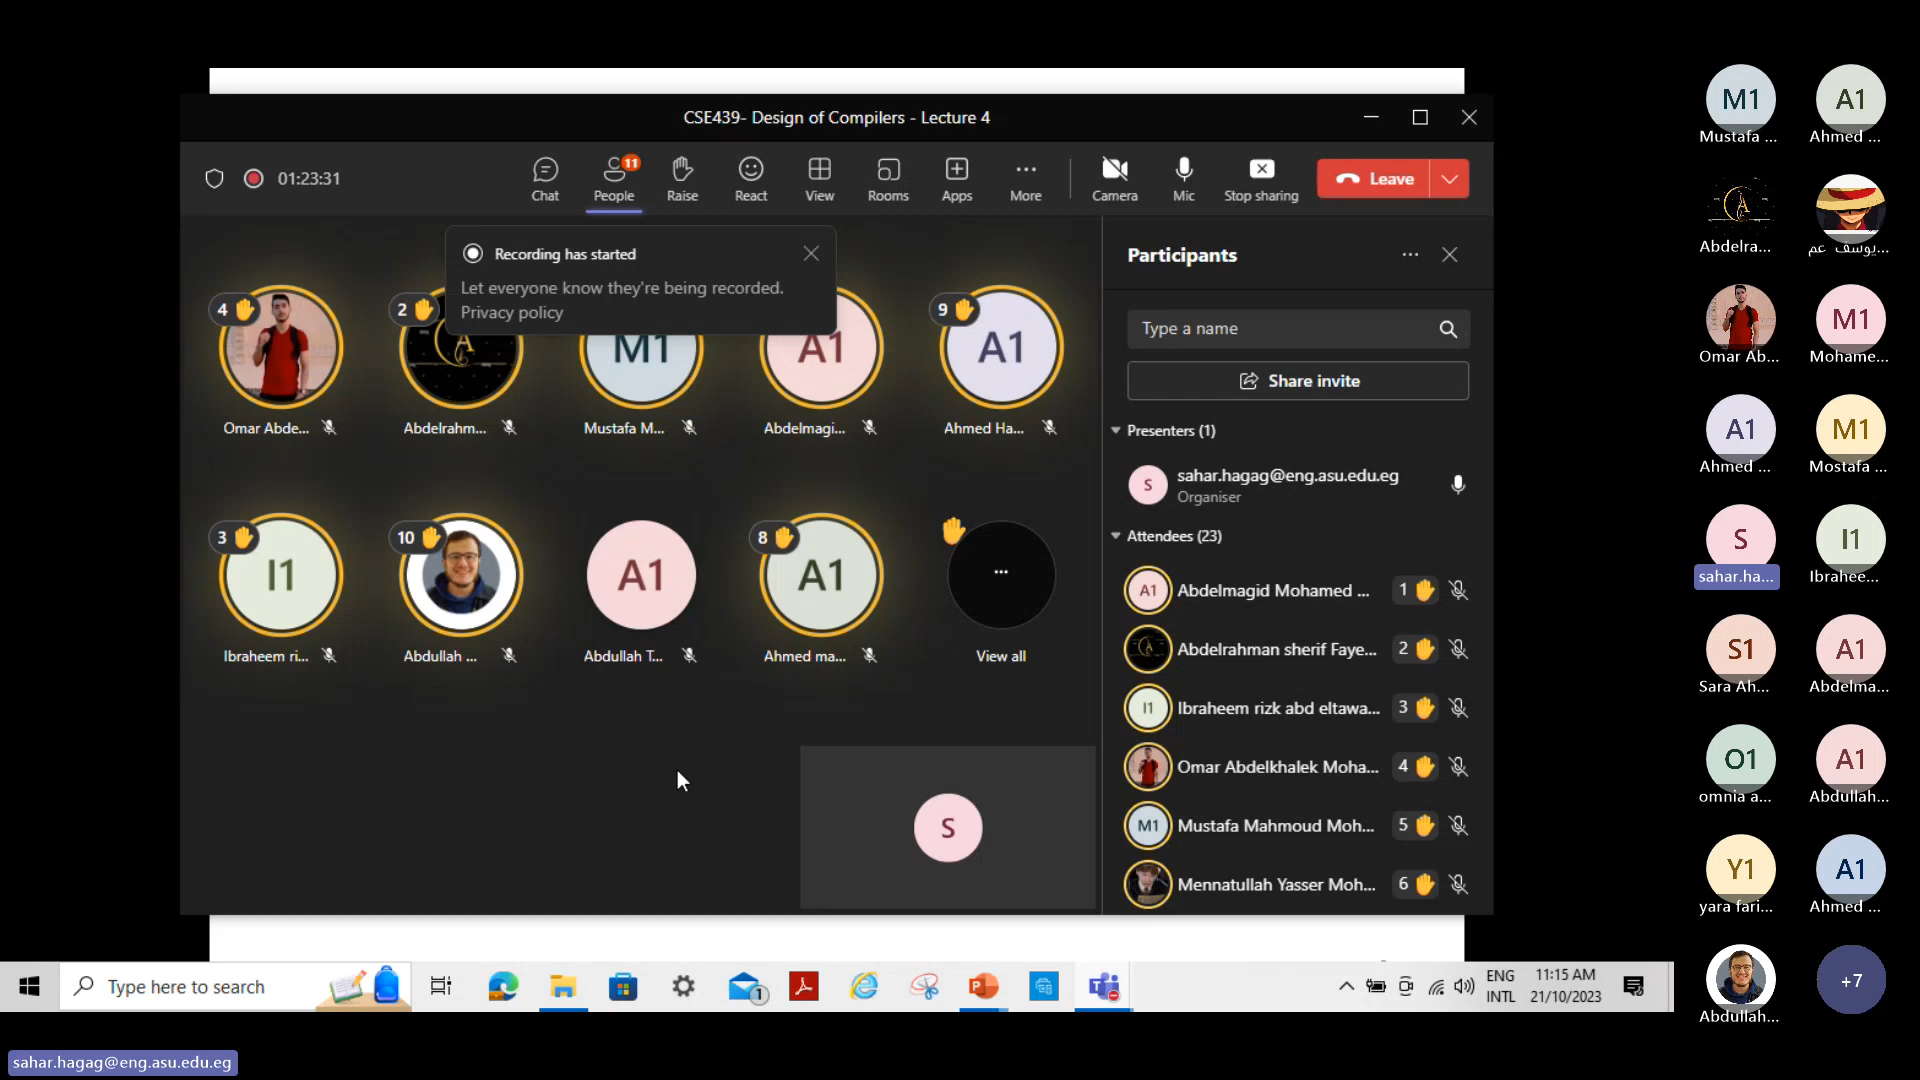 CSE439- Design of Compilers - Lecture 4
01:23:31
Chat
11
People
Raise
React
View
Rooms
Apps
More
Camera
Mic
Stop sharing
Leave
Recording has started
Let everyone know they're being recorded.
Privacy policy
4
2
9
M1
A1
A1
Omar Abde...
Abdelrahm...
Mustafa M...
Abdelmagi...
Ahmed Ha...
3
10
8
I1
A1
A1
...
Ibraheem ri...
Abdullah ...
Abdullah T...
Ahmed ma...
View all
S
Participants
Type a name
Share invite
Presenters (1)
S
sahar.hagag@eng.asu.edu.eg
Organiser
Attendees (23)
A1 Abdelmagid Mohamed ... 1
Abdelrahman sherif Faye... 2
I1 Ibraheem rizk abd eltawa... 3
Omar Abdelkhalek Moha... 4
M1 Mustafa Mahmoud Moh... 5
Mennatullah Yasser Moh... 6
M1
Mustafa ...
A1
Ahmed ...
A
Abdelra...
يوسف عم...
Omar Ab...
M1
Mohame...
A1
Ahmed ...
M1
Mostafa ...
S
sahar.ha...
I1
Ibrahee...
S1
Sara Ah...
A1
Abdelma...
O1
omnia a...
A1
Abdullah...
Y1
yara fari...
A1
Ahmed ...
Abdullah...
+7
Type here to search
1
ENG
INTL
11:15 AM
21/10/2023
sahar.hagag@eng.asu.edu.eg